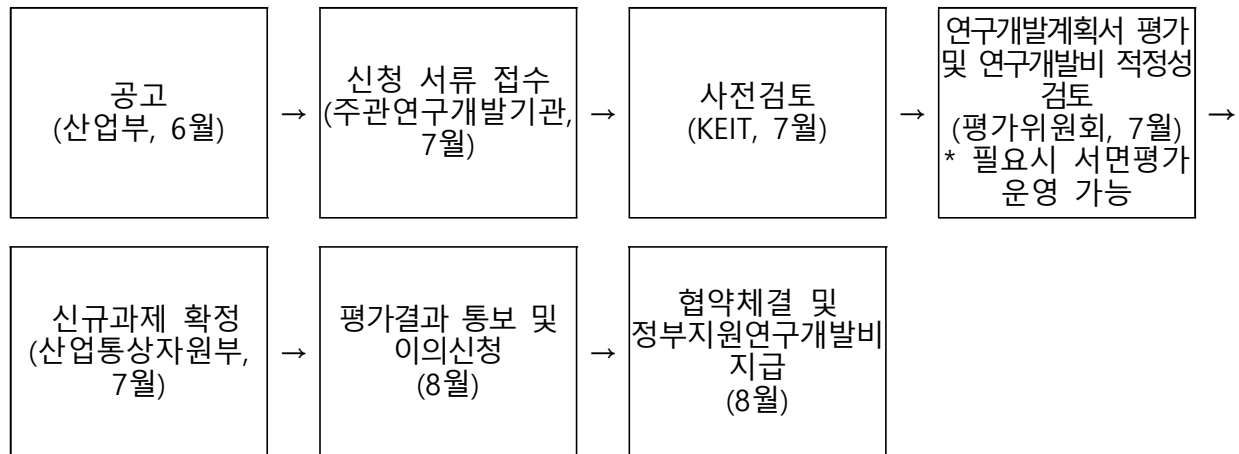 공고
(산업부, 6월)
→
신청 서류 접수
(주관연구개발기관,
7월)
→
사전검토
(KEIT, 7월)
→
연구개발계획서 평가
및 연구개발비 적정성
검토
(평가위원회, 7월)
* 필요시 서면평가
운영 가능
→
신규과제 확정
(산업통상자원부,
7월)
→
평가결과 통보 및
이의신청
(8월)
→
협약체결 및
정부지원연구개발비
지급
(8월)